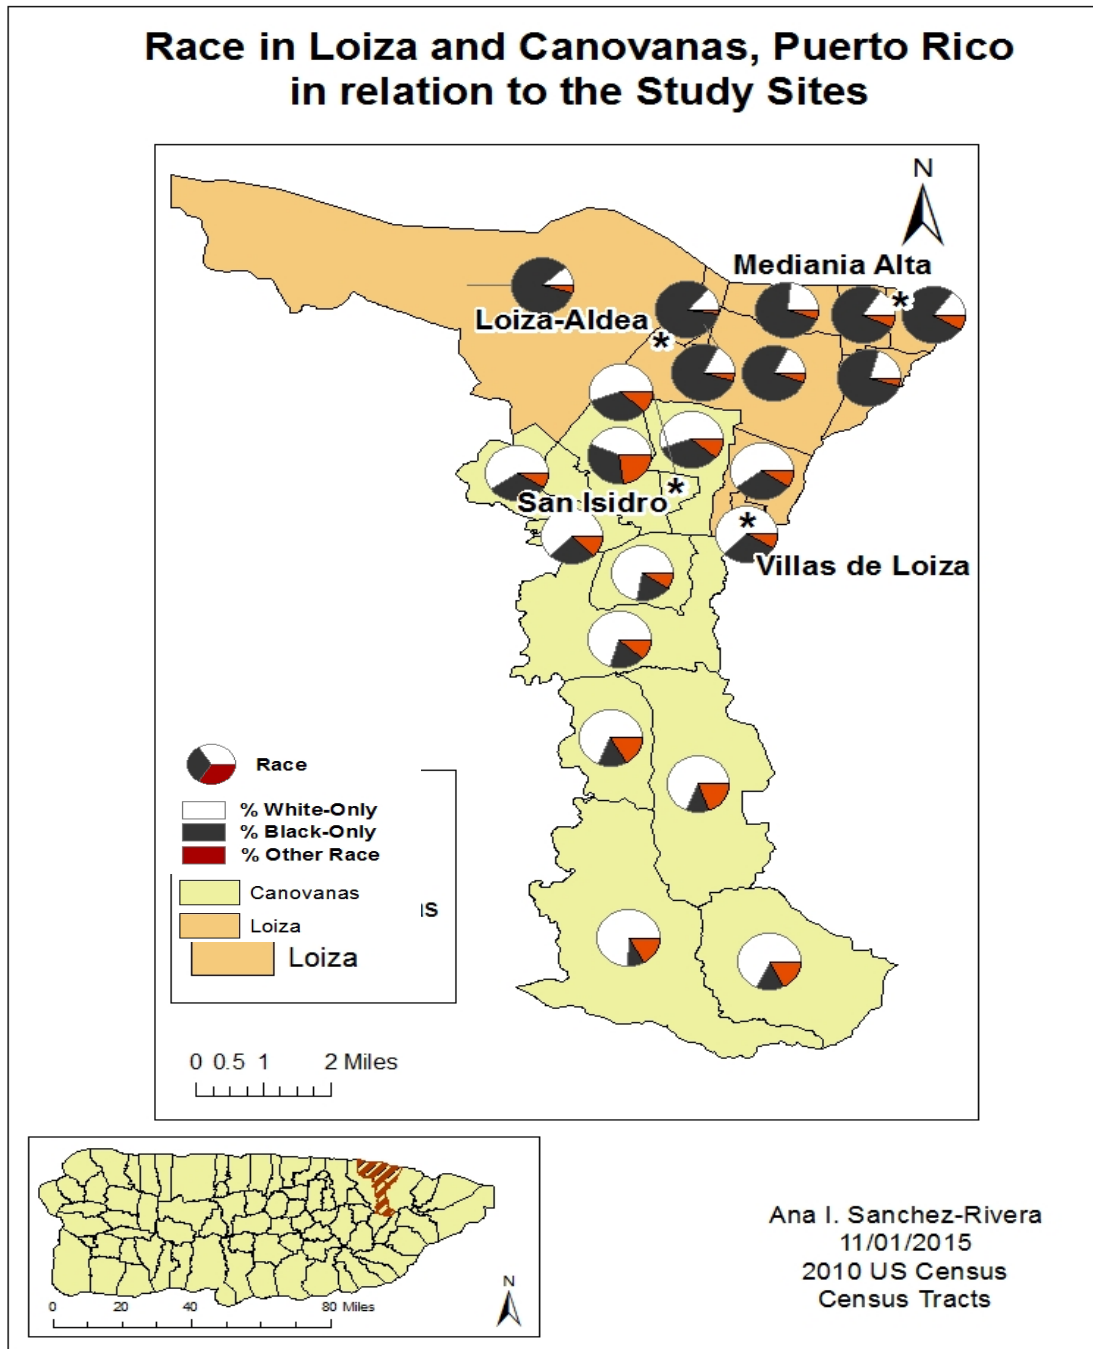 Race in Loiza and Canovanas, Puerto Rico
in relation to the Study Sites
N
Mediania Alta
*
Loiza-Aldea
*
San Isidro*
*
Villas de Loiza
Race
% White-Only
% Black-Only
% Other Race
Canovanas
s
Loiza
Loiza
0 0.5 1 2 Miles
N
0 20 40 80 Miles
Ana I. Sanchez-Rivera
11/01/2015
2010 US Census
Census Tracts